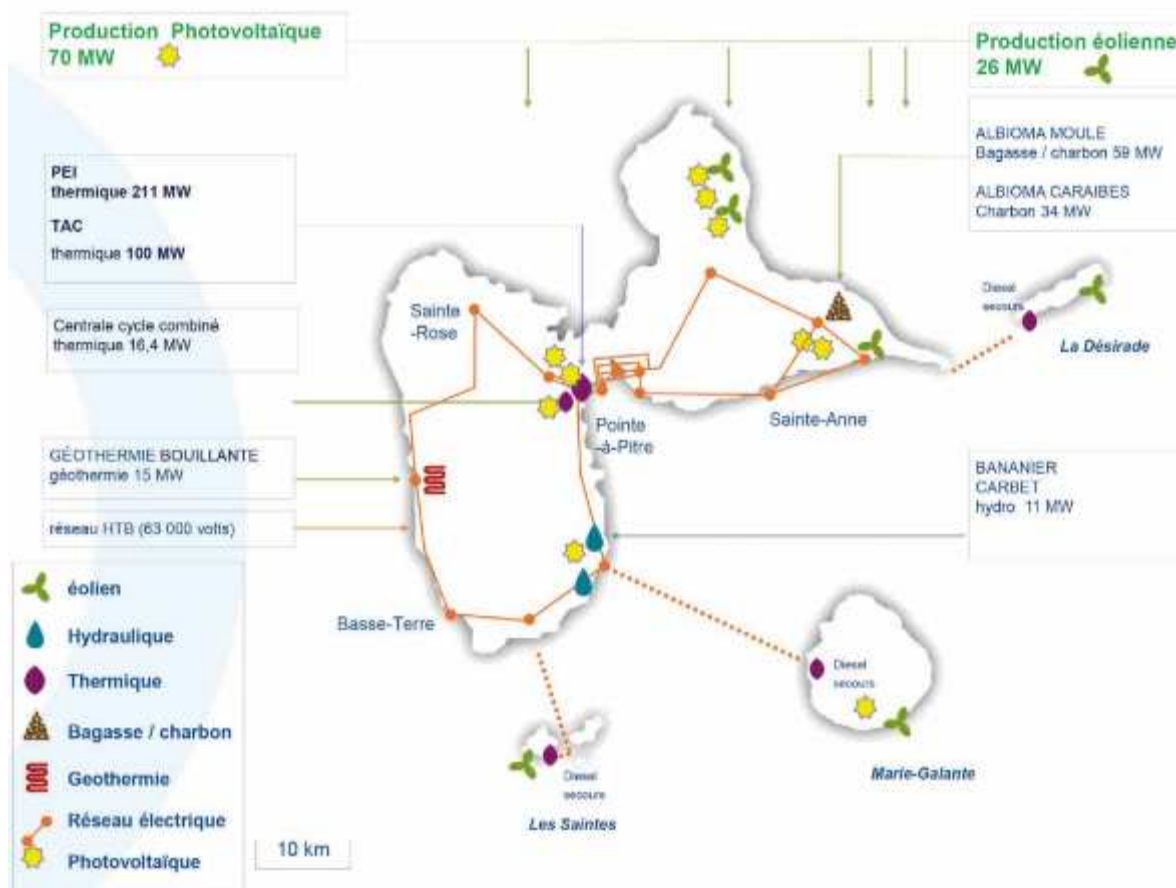 Production Photovoltaïque
70 MW
Production éolienne
26 MW
ALBIOMA MOULE
Bagasse / charbon 59 MW
ALBIOMA CARAIBES
Charbon 34 MW
PEI
thermique 211 MW
TAC
thermique 100 MW
Centrale cycle combiné
thermique 16,4 MW
Sainte
-Rose
Diesel
secours
La Désirade
Pointe
-à-Pitre
Sainte-Anne
GÉOTHERMIE BOUILLANTE
géothermie 15 MW
BANANIER
CARBET
hydro 11 MW
réseau HTB (63 000 volts)
éolien
Hydraulique
Thermique
Bagasse / charbon
Geothermie
Réseau électrique
Photovoltaïque
Basse-Terre
Diesel
secours
Marie-Galante
Diesel
secours
Les Saintes
10 km